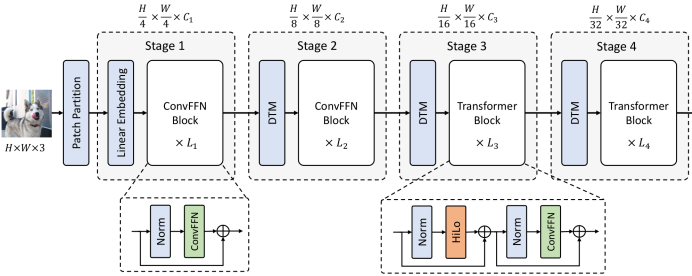 H/4 × W/4 × C₁
H/8 × W/8 × C₂
H/16 × W/16 × C₃
H/32 × W/32 × C₄
Stage 1
Stage 2
Stage 3
Stage 4
H×W×3
Patch Partition
Linear Embedding
ConvFFN
Block
× L₁
DTM
ConvFFN
Block
× L₂
DTM
Transformer
Block
× L₃
DTM
Transformer
Block
× L₄
Norm
ConvFFN
Norm
HiLo
Norm
ConvFFN